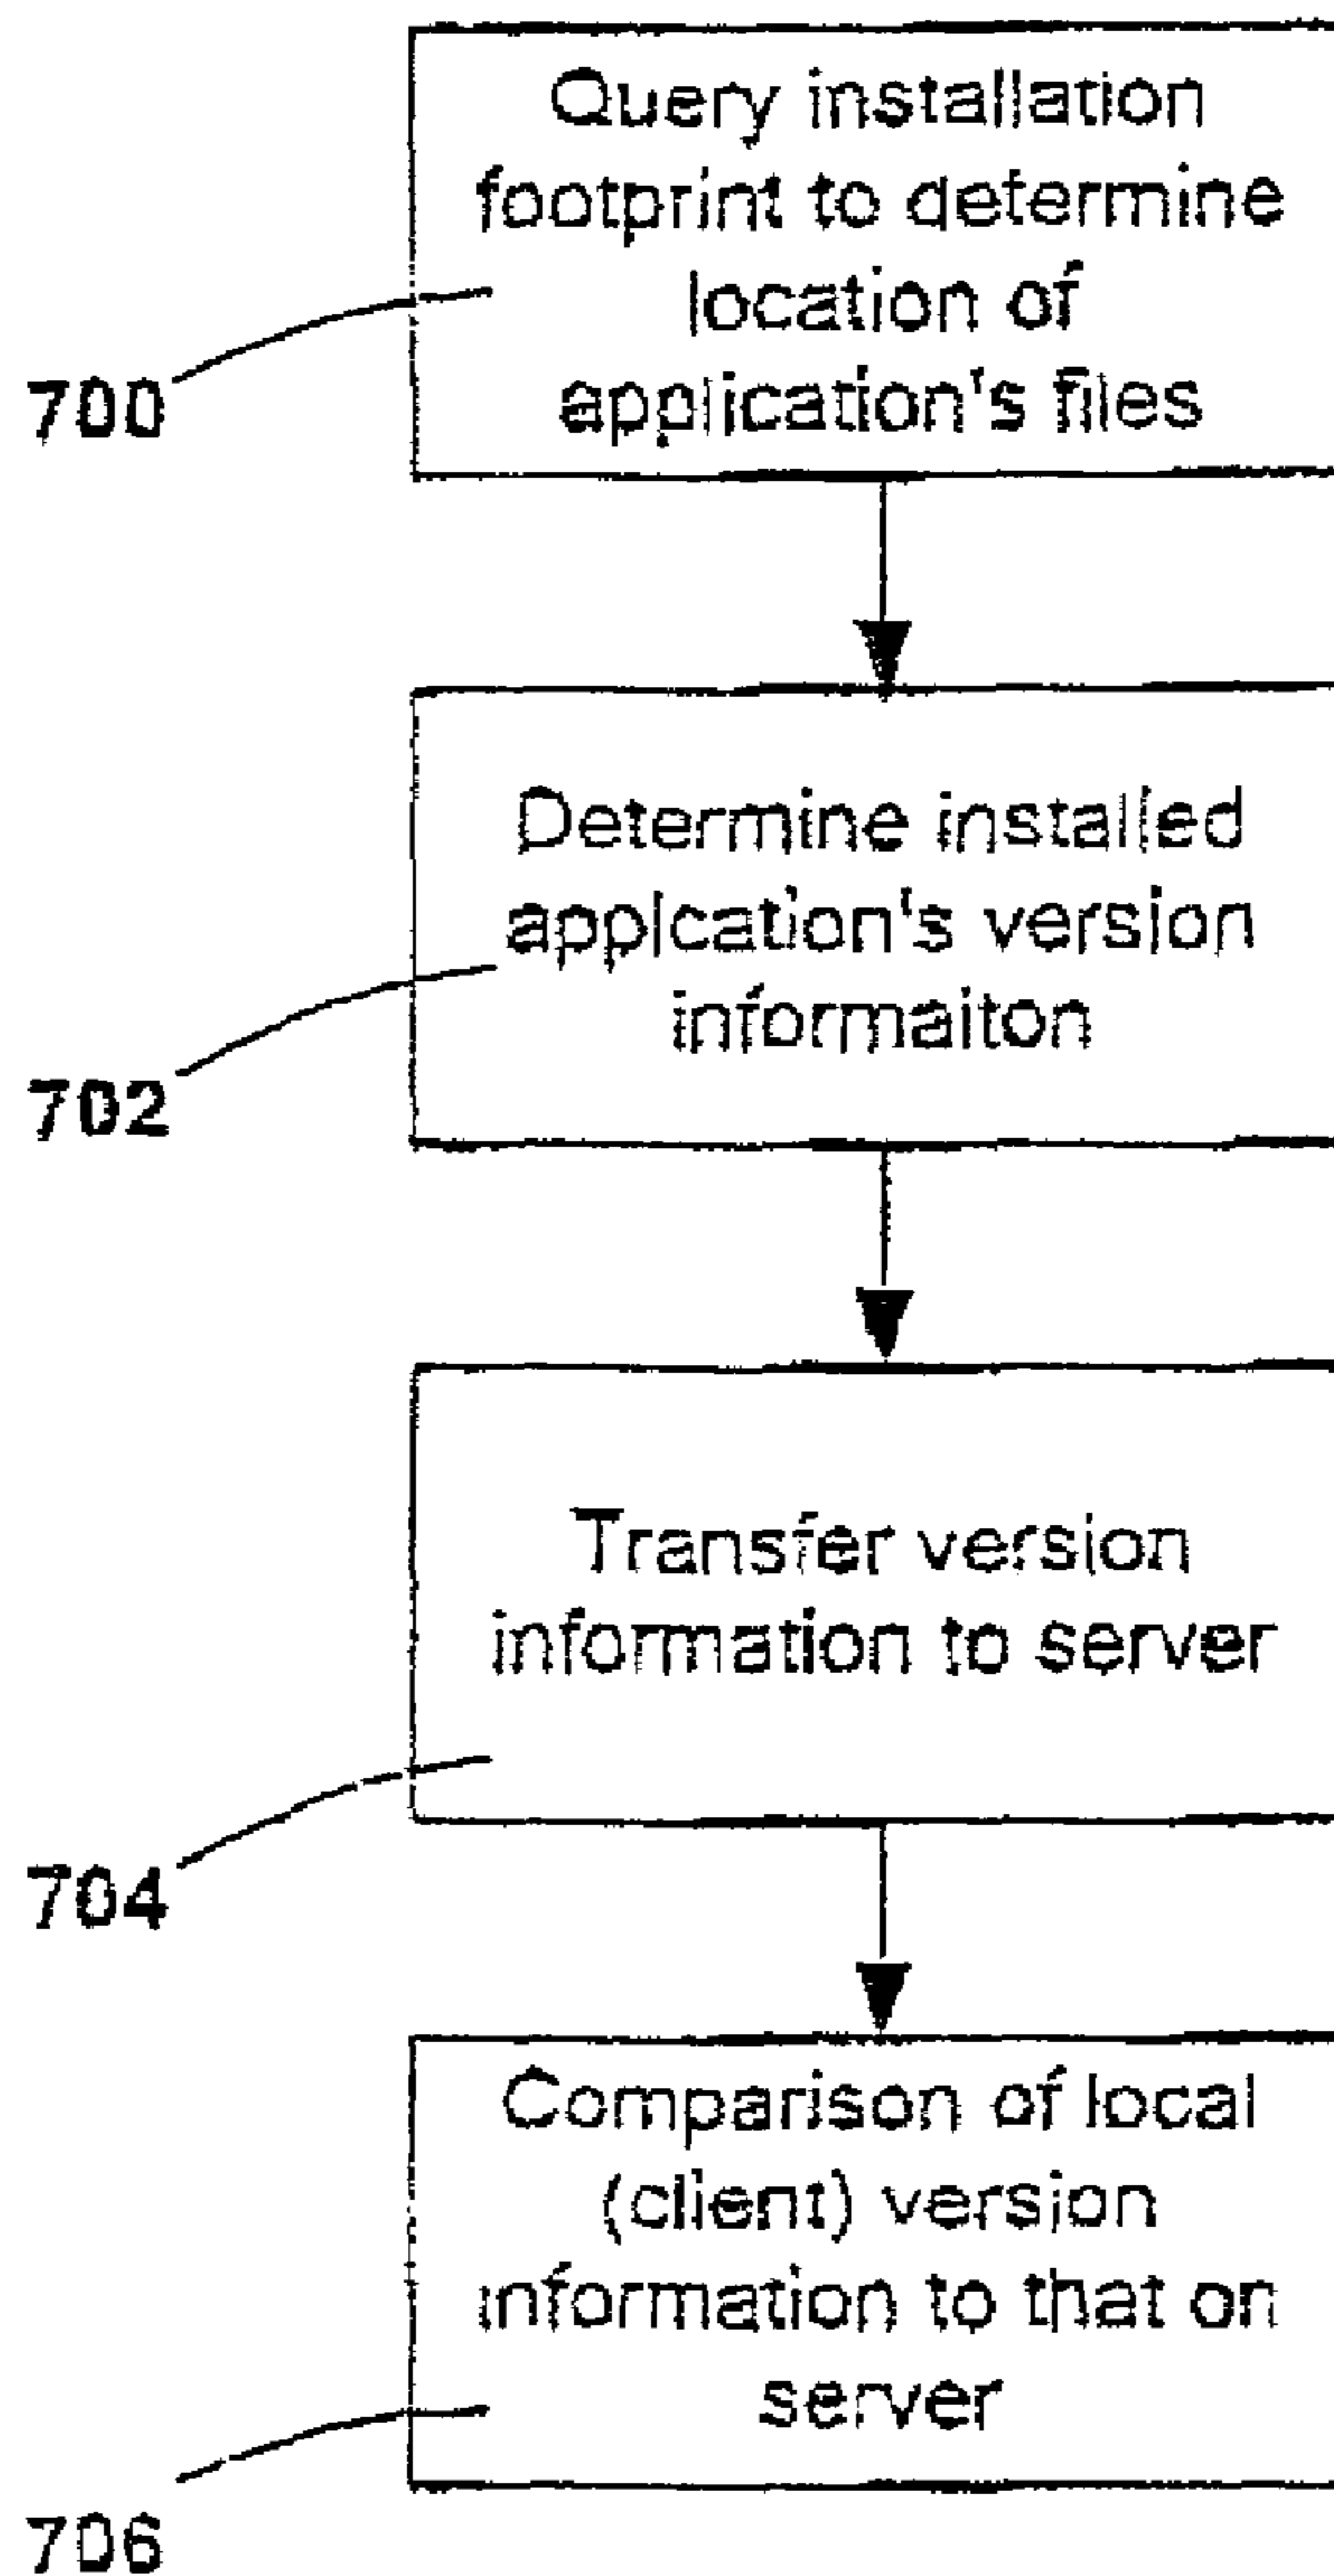 Query installation
footprint to determine
location of
application's files
700
Determine installed
applcation's version
informaiton
702
Transfer version
information to server
704
Comparison of local
(client) version
information to that on
server
706